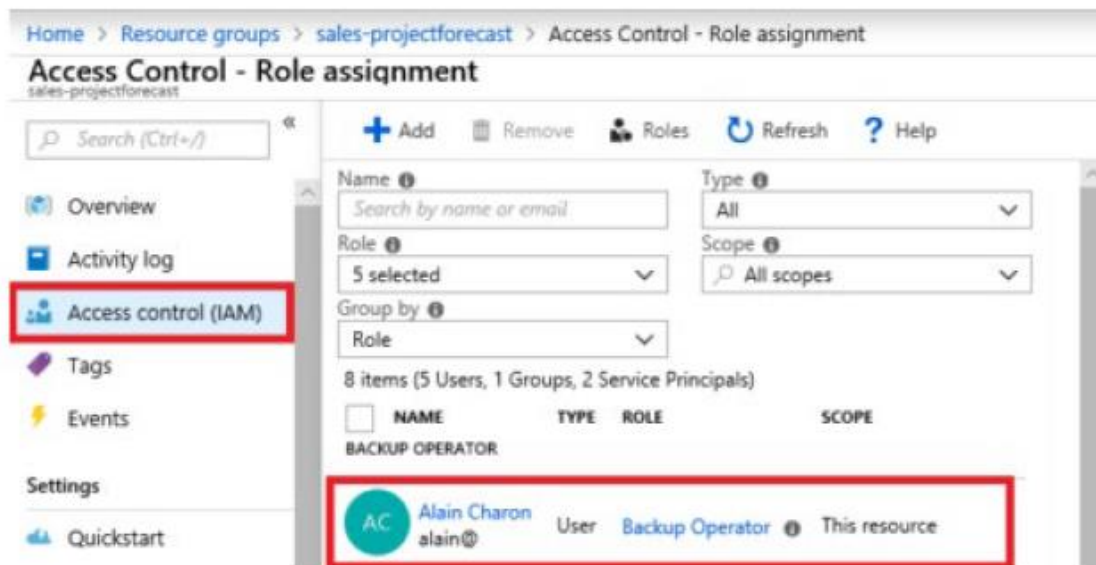 Home > Resource groups > sales-projectforecast > Access Control - Role assignment
Access Control - Role assignment
sales-projectforecast
Search (Ctrl+/)
«
Add
Remove
Roles
Refresh
? Help
Overview
Activity log
Access control (IAM)
Tags
Events
Settings
Quickstart
Name
Type
Search by name or email
All
Role
Scope
5 selected
All scopes
Group by
Role
8 items (5 Users, 1 Groups, 2 Service Principals)
NAME TYPE ROLE SCOPE
BACKUP OPERATOR
AC
Alain Charon
alain@
User Backup Operator This resource